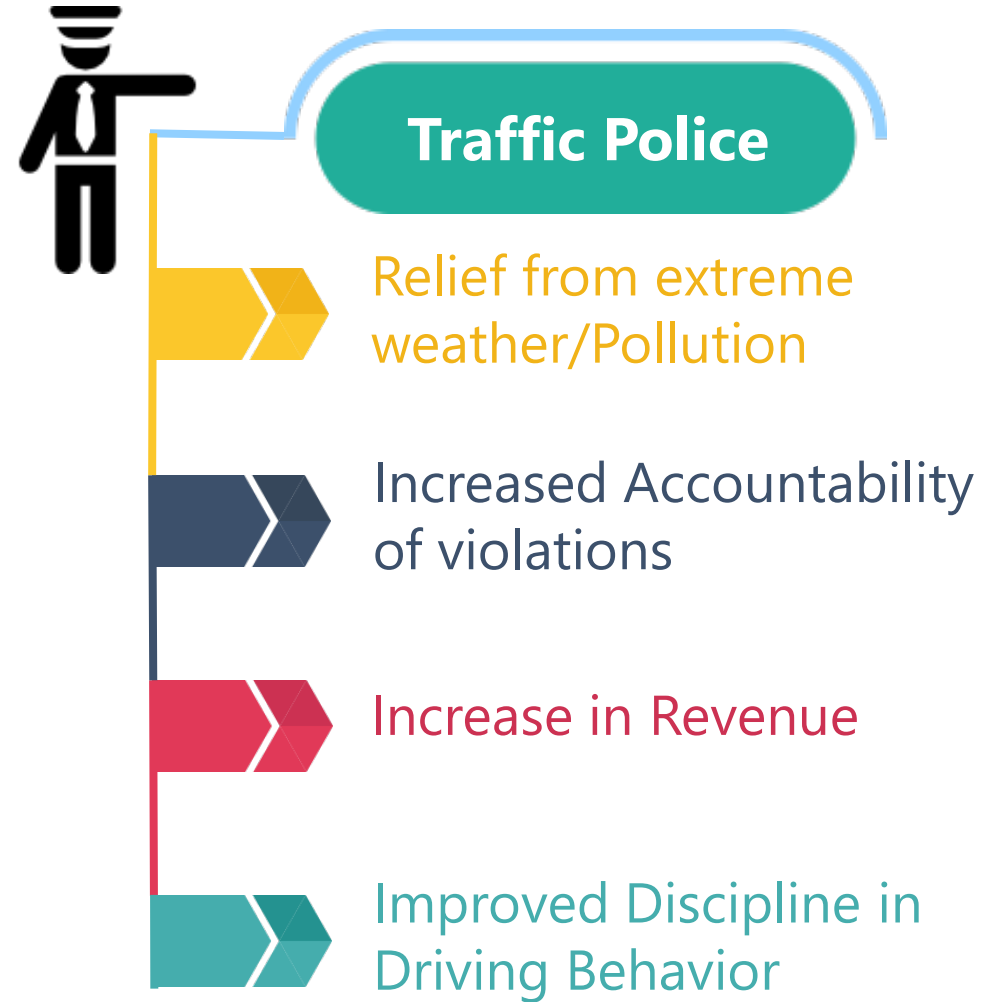 Traffic Police
Relief from extreme
weather/Pollution
Increased Accountability
of violations
Increase in Revenue
Improved Discipline in
Driving Behavior